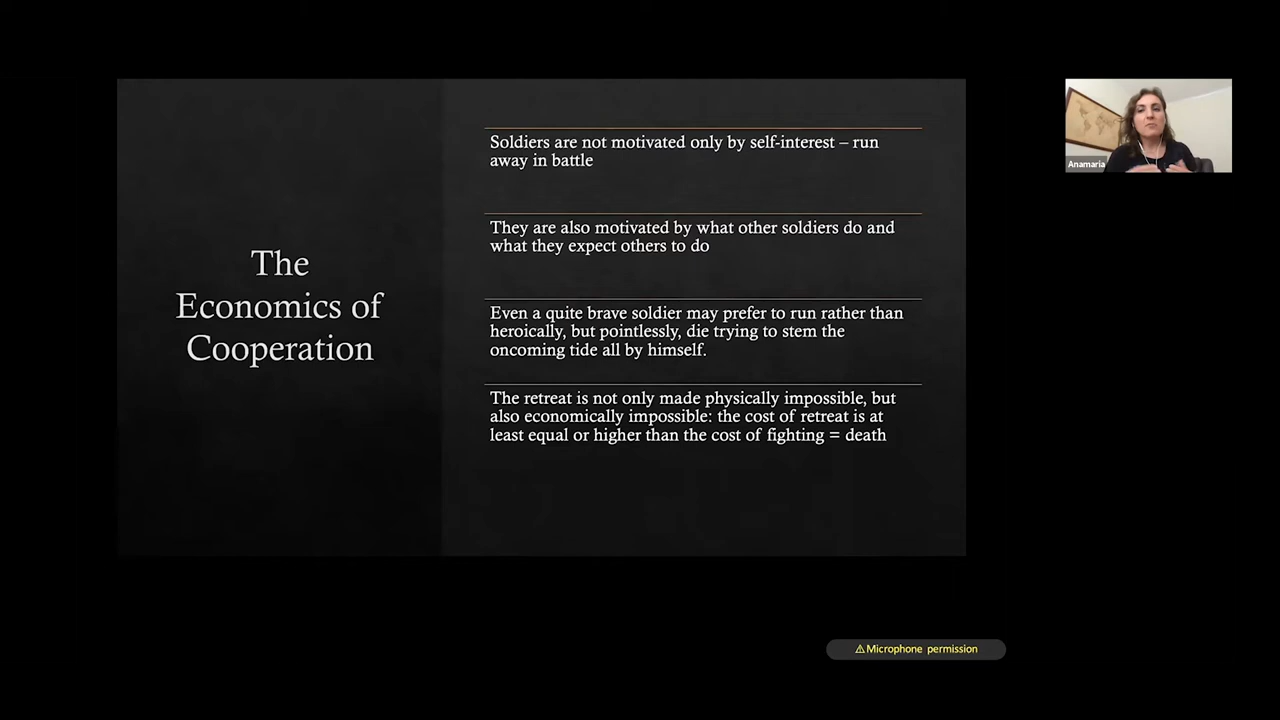 The
Economics of
Cooperation
Soldiers are not motivated only by self-interest – run
away in battle
They are also motivated by what other soldiers do and
what they expect others to do
Even a quite brave soldier may prefer to run rather than
heroically, but pointlessly, die trying to stem the
oncoming tide all by himself.
The retreat is not only made physically impossible, but
also economically impossible: the cost of retreat is at
least equal or higher than the cost of fighting = death
Anamaria
⚠Microphone permission